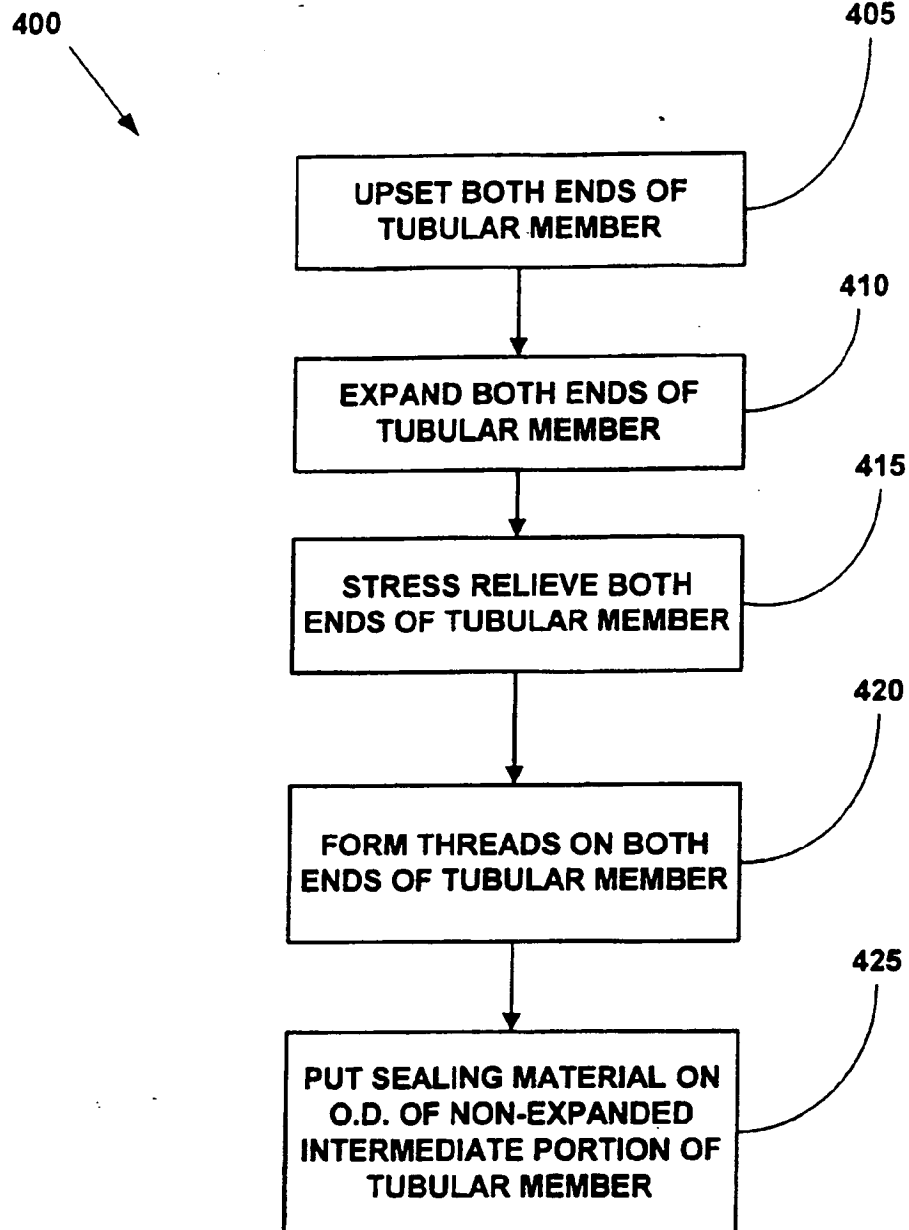 400
405
UPSET BOTH ENDS OF
TUBULAR MEMBER
410
EXPAND BOTH ENDS OF
TUBULAR MEMBER
415
STRESS RELIEVE BOTH
ENDS OF TUBULAR MEMBER
420
FORM THREADS ON BOTH
ENDS OF TUBULAR MEMBER
425
PUT SEALING MATERIAL ON
O.D. OF NON-EXPANDED
INTERMEDIATE PORTION OF
TUBULAR MEMBER